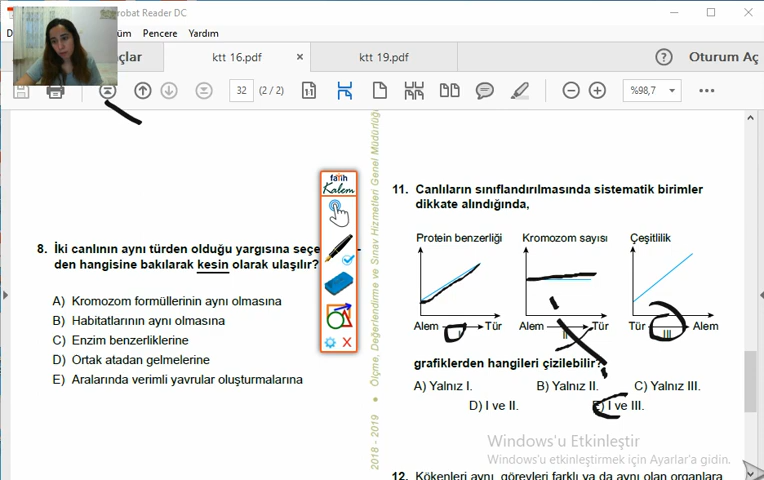 robat Reader DC
üm Pencere Yardım
çlar ktt 16.pdf × ktt 19.pdf ? Oturum Aç
32 (2 / 2) %98,7
fatih
Kalem
2018 - 2019 ● Ölçme, Değerlendirme ve Sınav Hizmetleri Genel Müdürlüğü
8. İki canlının aynı türden olduğu yargısına seçe
den hangisine bakılarak kesin olarak ulaşılır?
A) Kromozom formüllerinin aynı olmasına
B) Habitatlarının aynı olmasına
C) Enzim benzerliklerine
D) Ortak atadan gelmelerine
E) Aralarında verimli yavrular oluşturmalarına
11. Canlıların sınıflandırılmasında sistematik birimler
dikkate alındığında,
Protein benzerliği Kromozom sayısı Çeşitlilik
Alem Tür Alem Tür Tür Alem
I II III
grafiklerden hangileri çizilebilir?
A) Yalnız I. B) Yalnız II. C) Yalnız III.
D) I ve II. E) I ve III.
Windows'u Etkinleştir
Windows'u etkinleştirmek için Ayarlar'a gidin.
12. Kökenleri aynı, görevleri farklı ya da aynı olan organlara